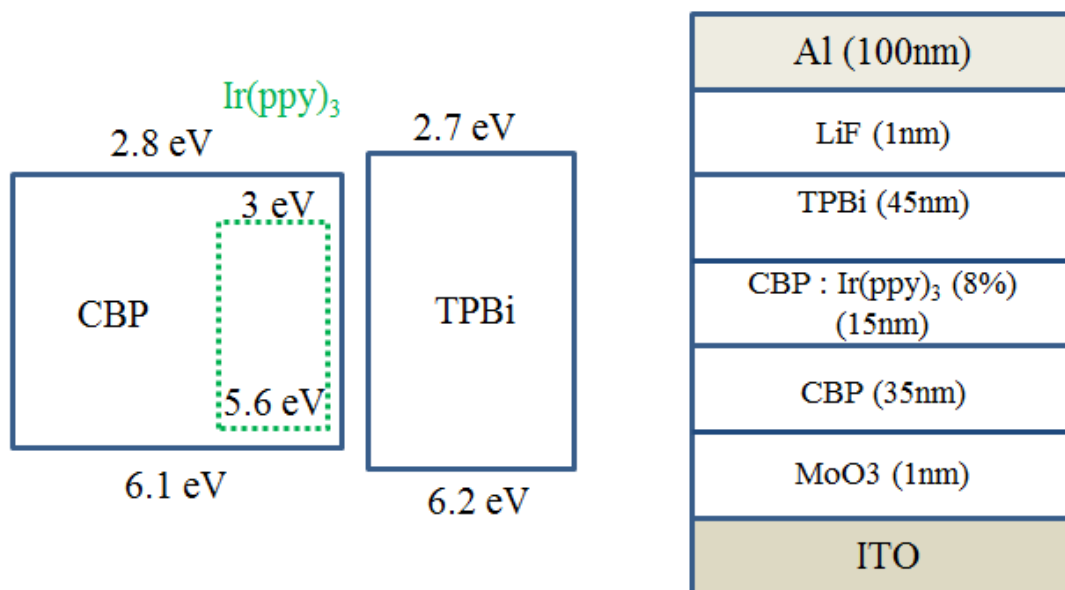 Ir(ppy)₃
2.8 eV
2.7 eV
3 eV
CBP
TPBi
5.6 eV
6.1 eV
6.2 eV
Al (100nm)
LiF (1nm)
TPBi (45nm)
CBP : Ir(ppy)₃ (8%)
(15nm)
CBP (35nm)
MoO3 (1nm)
ITO